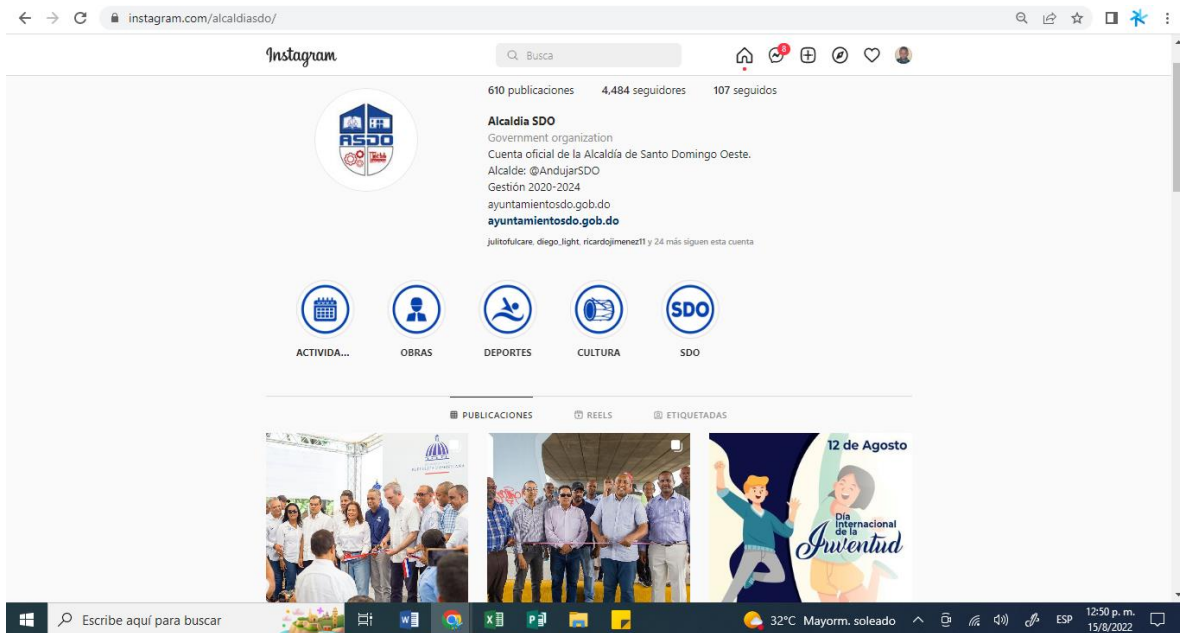 instagram.com/alcaldiasdo/
Instagram
Busca
8
610 publicaciones 4,484 seguidores 107 seguidos
ASDO
Alcaldia SDO
Government organization
Cuenta oficial de la Alcaldía de Santo Domingo Oeste.
Alcalde: @AndujarSDO
Gestión 2020-2024
ayuntamientosdo.gob.do
ayuntamientosdo.gob.do
julitofulcare, diego_light, ricardojimenez11 y 24 más siguen esta cuenta
SDO
ACTIVIDA... OBRAS DEPORTES CULTURA SDO
PUBLICACIONES REELS ETIQUETADAS
12 de Agosto
Día
Internacional
de la
Juventud
Escribe aquí para buscar
32°C Mayorm. soleado
ESP
12:50 p. m.
15/8/2022